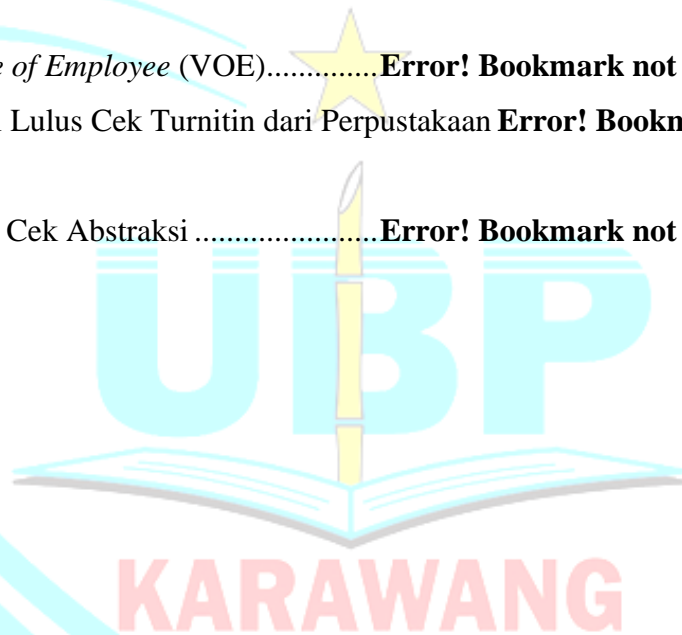 e of Employee (VOE)..............Error! Bookmark not
Lulus Cek Turnitin dari Perpustakaan Error! Bookm
Cek Abstraksi .......................Error! Bookmark not
UBP
KARAWANG